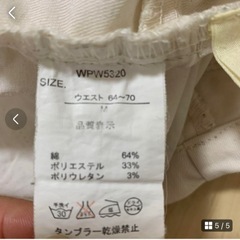 WPW5320
SIZE.
ウエスト 64~70
M
品質表示
綿 64%
ポリエステル 33%
ポリウレタン 3%
30
タンブラー乾燥禁止
5 / 5